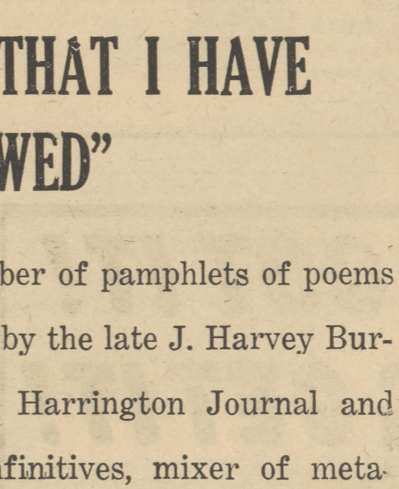 THAT I HAVE
WED”
ber of pamphlets of poems
by the late J. Harvey Bur-
Harrington Journal and
nfinitives, mixer of meta-